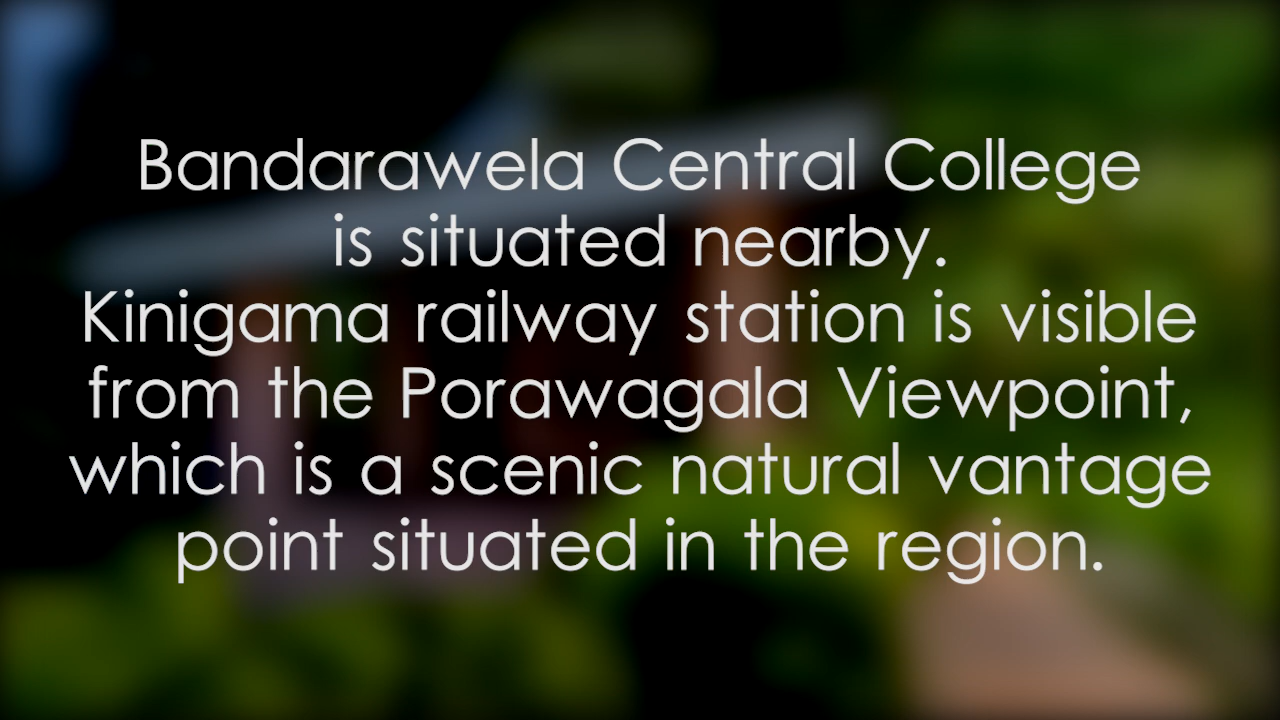 Bandarawela Central College
is situated nearby.
Kinigama railway station is visible
from the Porawagala Viewpoint,
which is a scenic natural vantage
point situated in the region.